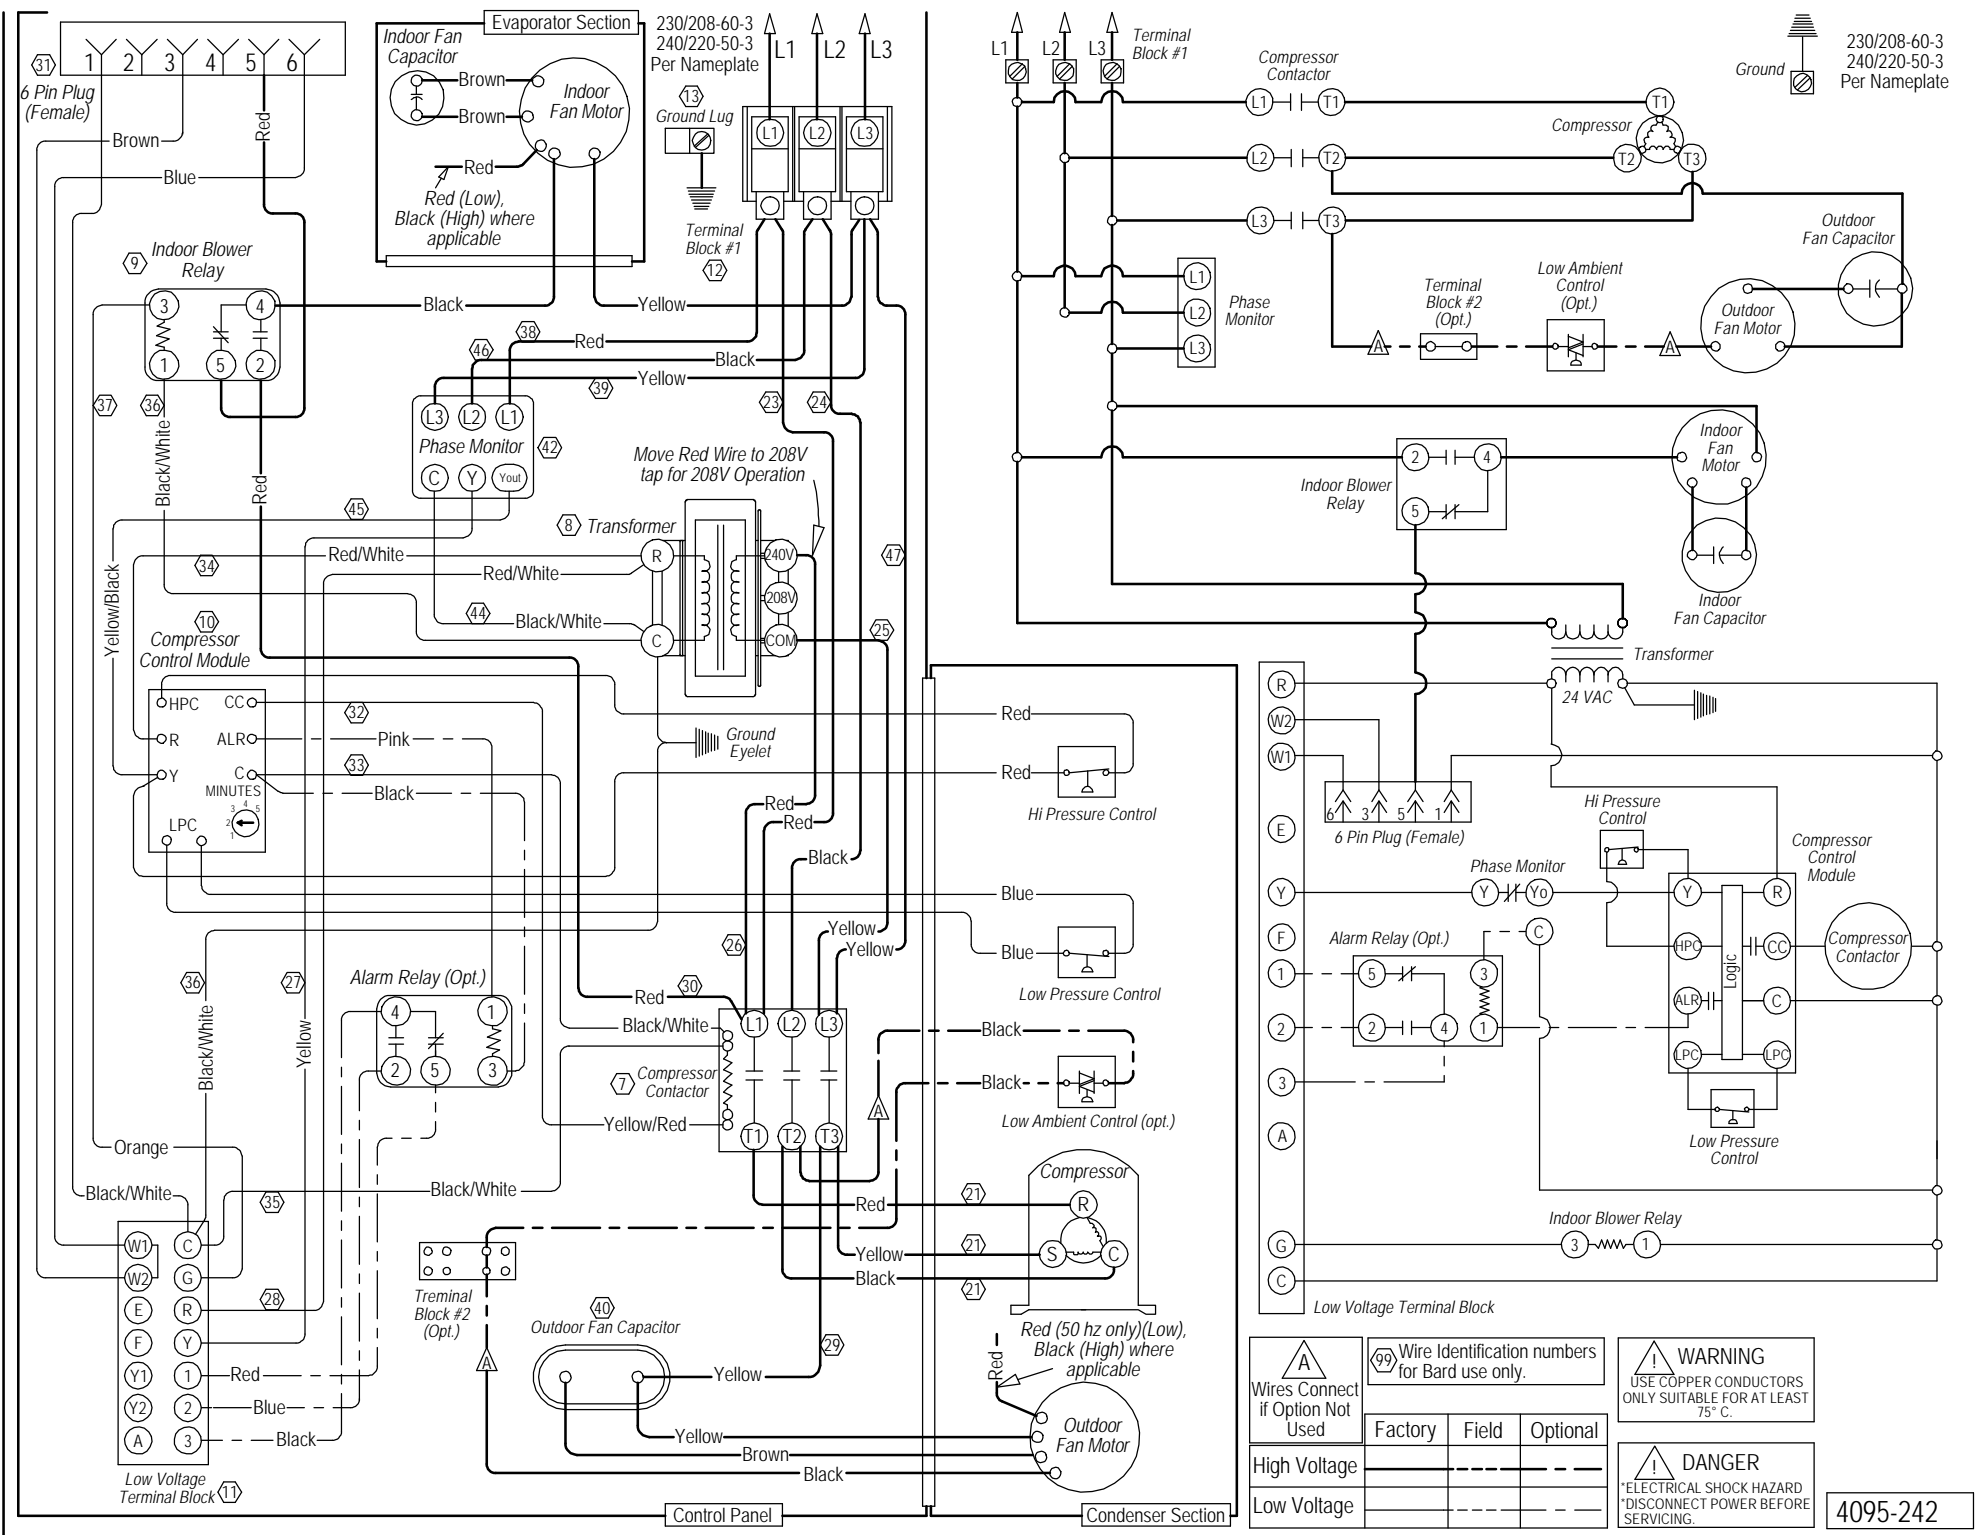 Evaporator Section
230/208-60-3
240/220-50-3
Per Nameplate
L1
L2
L3
31
1 2 3 4 5 6
6 Pin Plug
(Female)
Indoor Fan
Capacitor
Brown
Brown
Indoor
Fan Motor
Red
Red (Low),
Black (High) where
applicable
13
Ground Lug
L1 L2 L3
Terminal
Block #1
12
Red
Brown
Blue
9
Indoor Blower
Relay
3 4
1 5 2
Black
Yellow
38
Red
46
Black
39
Yellow
37
36
23
24
L3 L2 L1
Phase Monitor
42
C Y Yout
Black/White
Red
Move Red Wire to 208V
tap for 208V Operation
45
8
Transformer
R
C
240V
208V
COM
47
34
Red/White
Red/White
44
Black/White
25
Yellow/Black
10
Compressor
Control Module
HPC CC
R ALR
Y C
MINUTES
1 2 3 4 5
LPC
32
Pink
33
Black
Ground
Eyelet
Red
Red
Hi Pressure Control
Red
Red
Black
Blue
Blue
Low Pressure Control
Yellow
Yellow
26
36
27
Alarm Relay (Opt.)
4 1
2 5 3
Black/White
Yellow
Red
30
Black/White
L1 L2 L3
7
Compressor
Contactor
Yellow/Red
T1 T2 T3
Black
Black
A
Low Ambient Control (opt.)
Orange
Black/White
35
Black/White
Compressor
R
S C
Red
21
Yellow
21
Black
21
W1 C
W2 G
E R
F Y
Y1 1
Y2 2
A 3
28
Red
Blue
Black
Low Voltage
Terminal Block
11
Treminal
Block #2
(Opt.)
A
40
Outdoor Fan Capacitor
29
Yellow
Yellow
Brown
Black
Red (50 hz only)(Low),
Black (High) where
applicable
Red
Outdoor
Fan Motor
Control Panel
Condenser Section
L1 L2 L3
Terminal
Block #1
Ground
230/208-60-3
240/220-50-3
Per Nameplate
Compressor
Contactor
L1 T1
L2 T2
L3 T3
Compressor
T1
T2 T3
Outdoor
Fan Capacitor
L1
L2
L3
Phase
Monitor
A
Terminal
Block #2
(Opt.)
Low Ambient
Control
(Opt.)
A
Outdoor
Fan Motor
2 4
5
Indoor Blower
Relay
Indoor
Fan
Motor
Indoor
Fan Capacitor
Transformer
24 VAC
R
W2
W1
E
Y
F
1
2
3
A
G
C
6 3 5 1
6 Pin Plug (Female)
Phase Monitor
Y Yo
Alarm Relay (Opt.)
5 3
2 4 1
C
Hi Pressure
Control
Compressor
Control
Module
Y R
HPC CC
ALR C
LPC LPC
Logic
Compressor
Contactor
Low Pressure
Control
Indoor Blower Relay
3 1
Low Voltage Terminal Block
A
Wires Connect
if Option Not
Used
99
Wire Identification numbers
for Bard use only.
Factory Field Optional
High Voltage
Low Voltage
! WARNING
USE COPPER CONDUCTORS
ONLY SUITABLE FOR AT LEAST
75° C.
! DANGER
*ELECTRICAL SHOCK HAZARD
*DISCONNECT POWER BEFORE
SERVICING.
4095-242